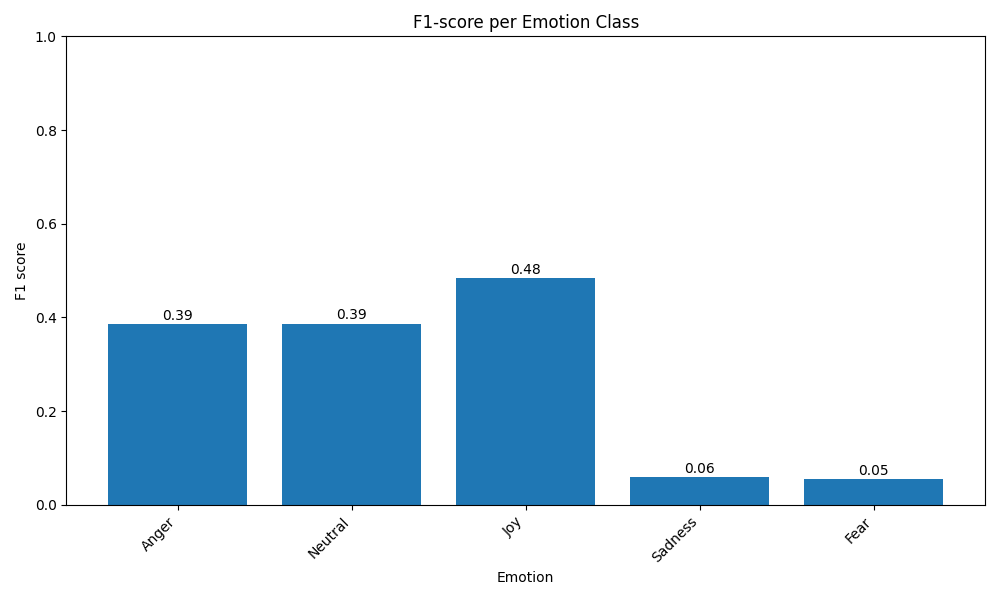 F1-score per Emotion Class
1.0
0.8
0.6
0.4
0.2
0.0
F1 score
0.39
0.39
0.48
0.06
0.05
Anger
Neutral
Joy
Sadness
Fear
Emotion